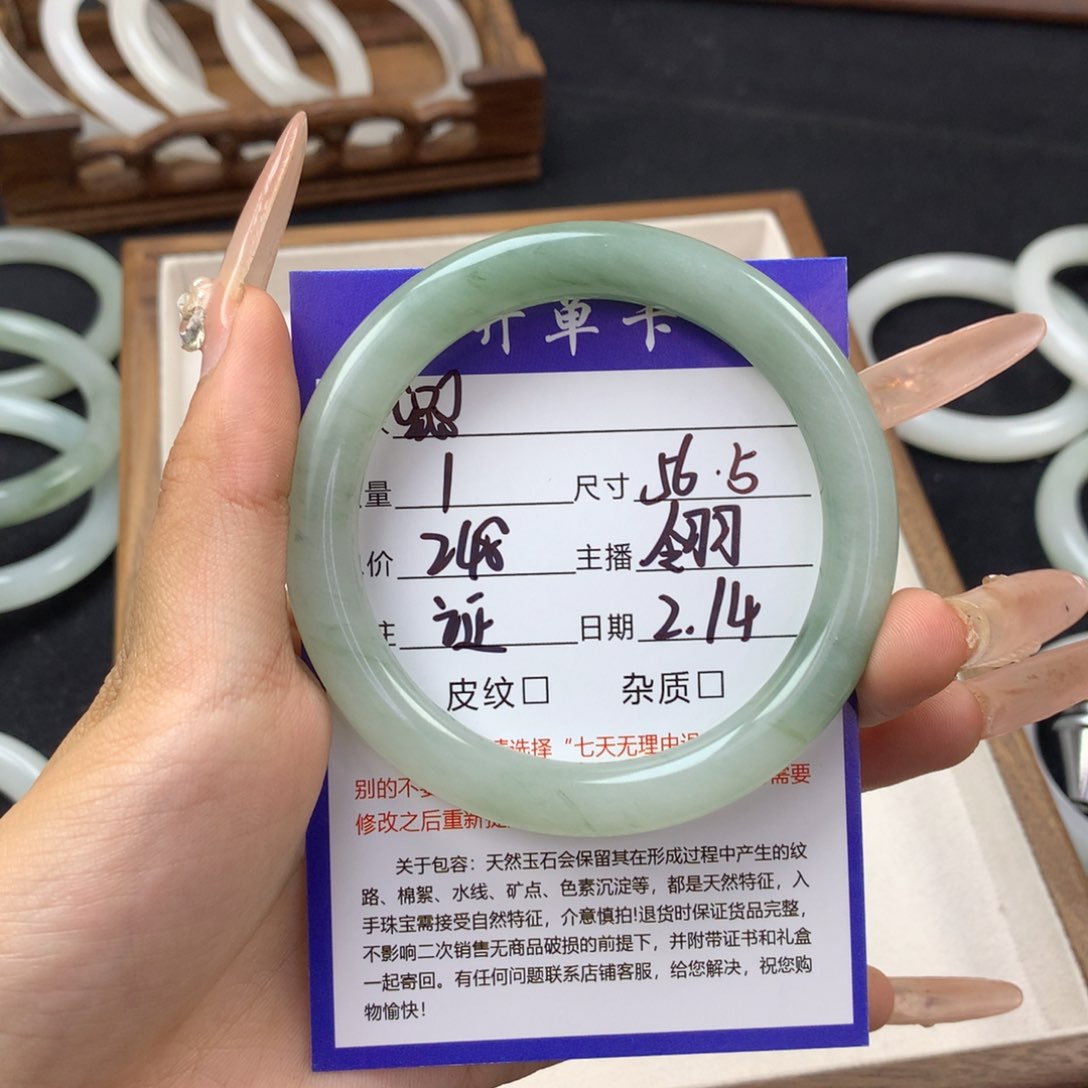 开单卡
量 1 尺寸 56.5
价 248 主播 翎
主 证 日期 2.14
皮纹□ 杂质□
请选择“七天无理由退
别的不 需要
修改之后重新提
关于包容：天然玉石会保留其在形成过程中产生的纹
路、棉絮、水线、矿点、色素沉淀等，都是天然特征，入
手珠宝需接受自然特征，介意慎拍!退货时保证货品完整，
不影响二次销售无商品破损的前提下，并附带证书和礼盒
一起寄回。有任何问题联系店铺客服，给您解决，祝您购
物愉快！